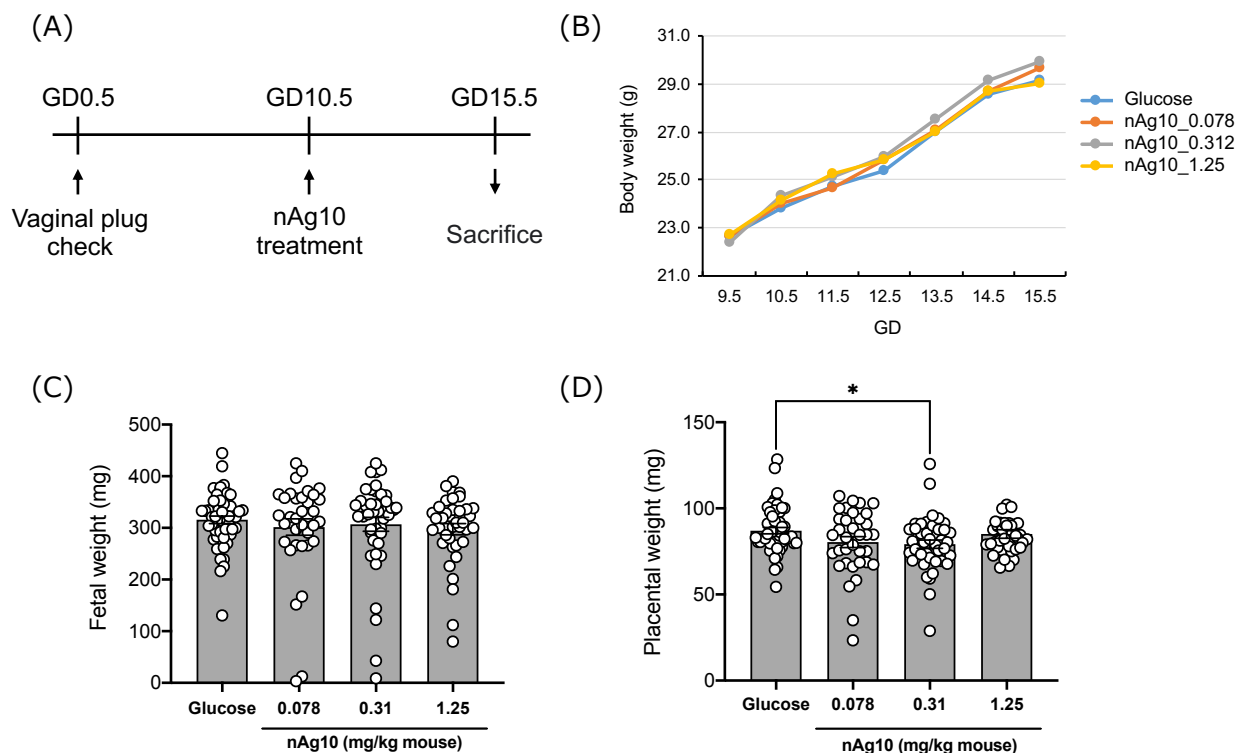 (A)
GD0.5 GD10.5 GD15.5
Vaginal plug
check
nAg10
treatment
Sacrifice
(B)
Body weight (g)
31.0
29.0
27.0
25.0
23.0
21.0
9.5 10.5 11.5 12.5 13.5 14.5 15.5
GD
Glucose
nAg10_0.078
nAg10_0.312
nAg10_1.25
(C)
Fetal weight (mg)
500
400
300
200
100
0
Glucose 0.078 0.31 1.25
nAg10 (mg/kg mouse)
(D)
*
Placental weight (mg)
150
100
50
0
Glucose 0.078 0.31 1.25
nAg10 (mg/kg mouse)